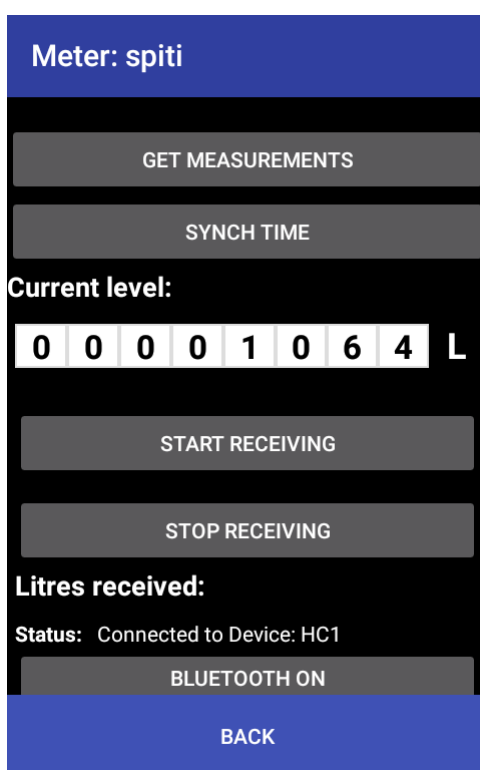 Meter: spiti
GET MEASUREMENTS
SYNCH TIME
Current level:
0 0 0 0 1 0 6 4 L
START RECEIVING
STOP RECEIVING
Litres received:
Status: Connected to Device: HC1
BLUETOOTH ON
BACK